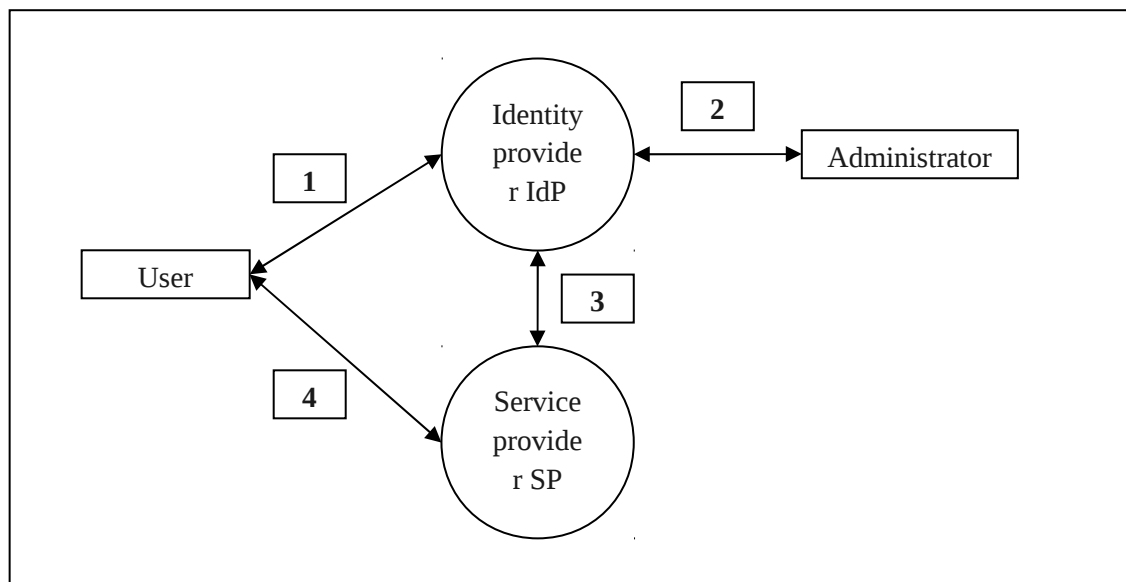 Identity
provide
r IdP
2
Administrator
1
User
3
4
Service
provide
r SP